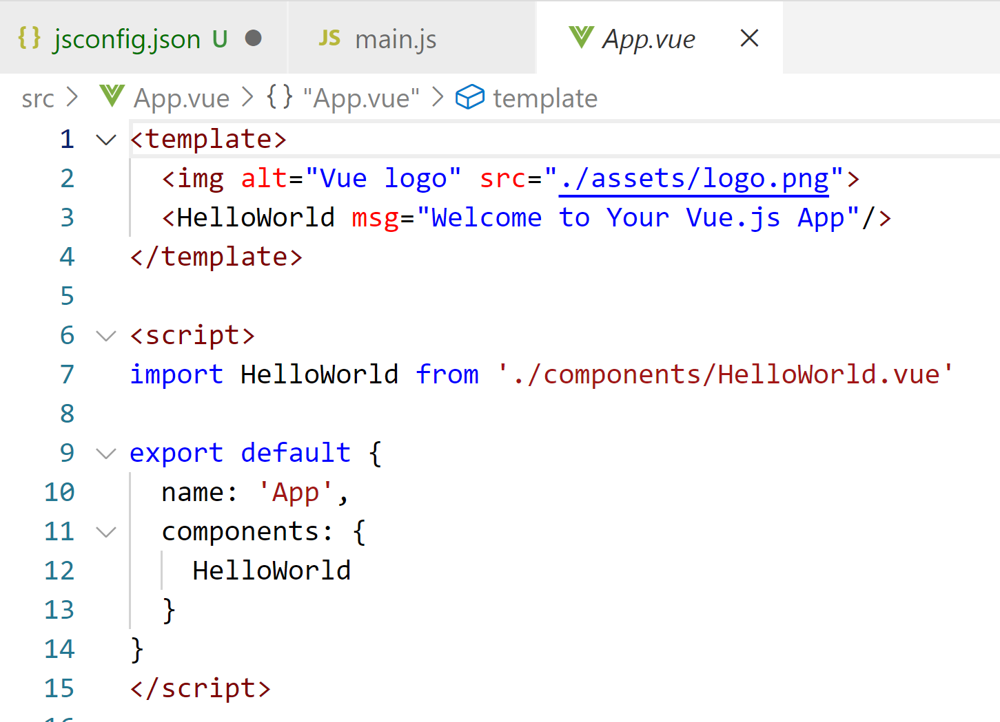 { } jsconfig.json U ● JS main.js App.vue ×
src > App.vue > { } "App.vue" > template
1 <template>
2   <img alt="Vue logo" src="./assets/logo.png">
3   <HelloWorld msg="Welcome to Your Vue.js App"/>
4 </template>
5
6 <script>
7 import HelloWorld from './components/HelloWorld.vue'
8
9 export default {
10   name: 'App',
11   components: {
12     HelloWorld
13   }
14 }
15 </script>